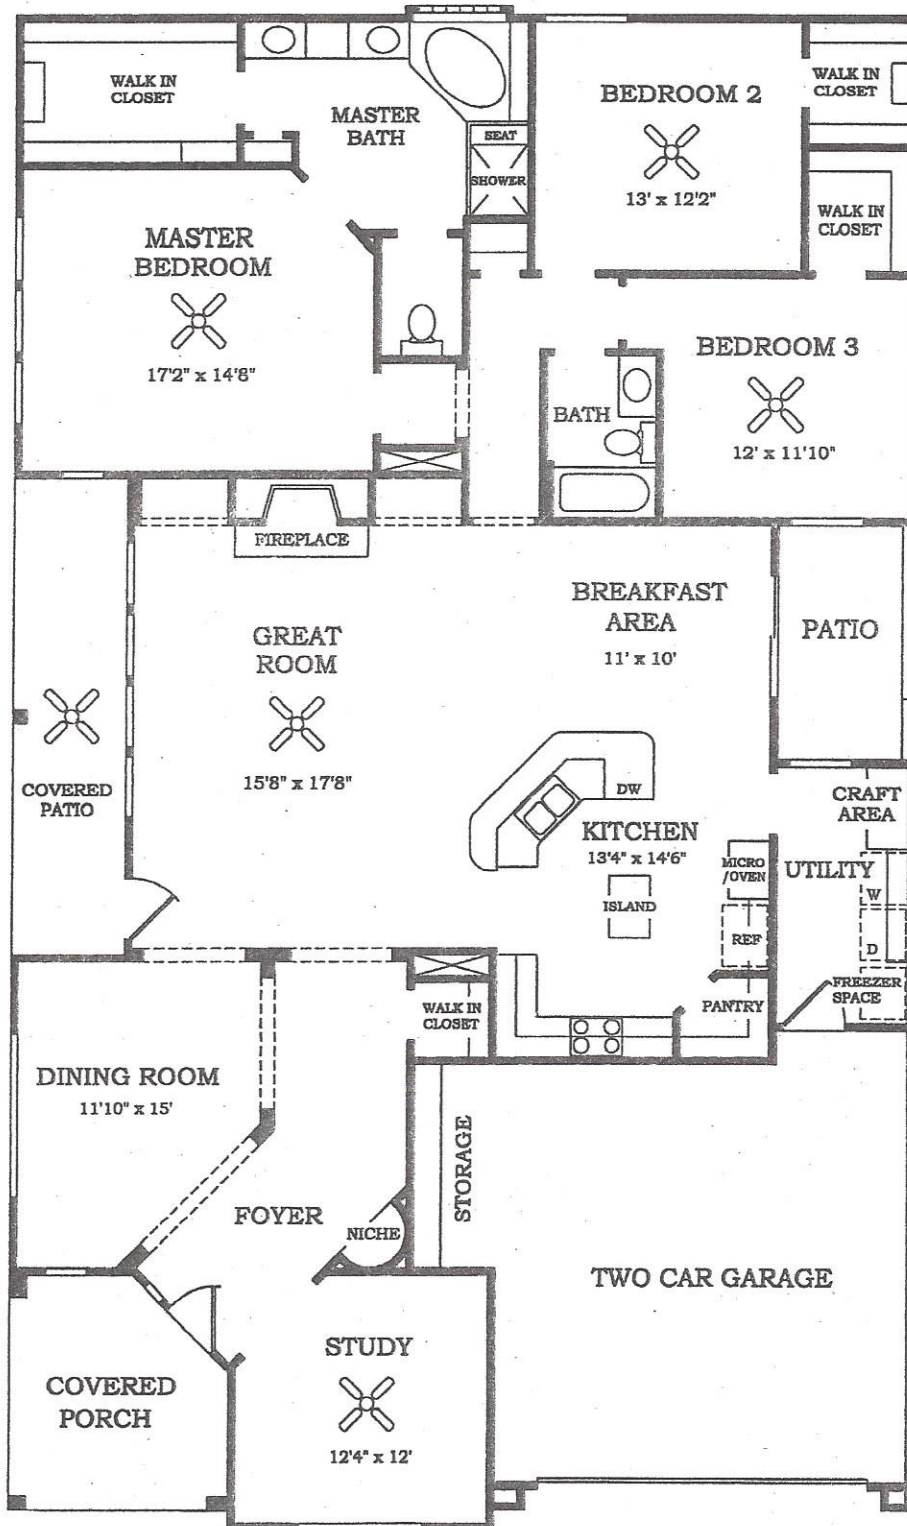 WALK IN
CLOSET
MASTER
BATH
SEAT
SHOWER
BEDROOM 2
13' x 12'2"
WALK IN
CLOSET
WALK IN
CLOSET
MASTER
BEDROOM
17'2" x 14'8"
BEDROOM 3
12' x 11'10"
BATH
FIREPLACE
GREAT
ROOM
15'8" x 17'8"
BREAKFAST
AREA
11' x 10'
PATIO
COVERED
PATIO
DW
KITCHEN
13'4" x 14'6"
ISLAND
MICRO
/OVEN
REF
PANTRY
CRAFT
AREA
UTILITY
W
D
FREEZER
SPACE
WALK IN
CLOSET
DINING ROOM
11'10" x 15'
FOYER
NICHE
STORAGE
TWO CAR GARAGE
STUDY
12'4" x 12'
COVERED
PORCH